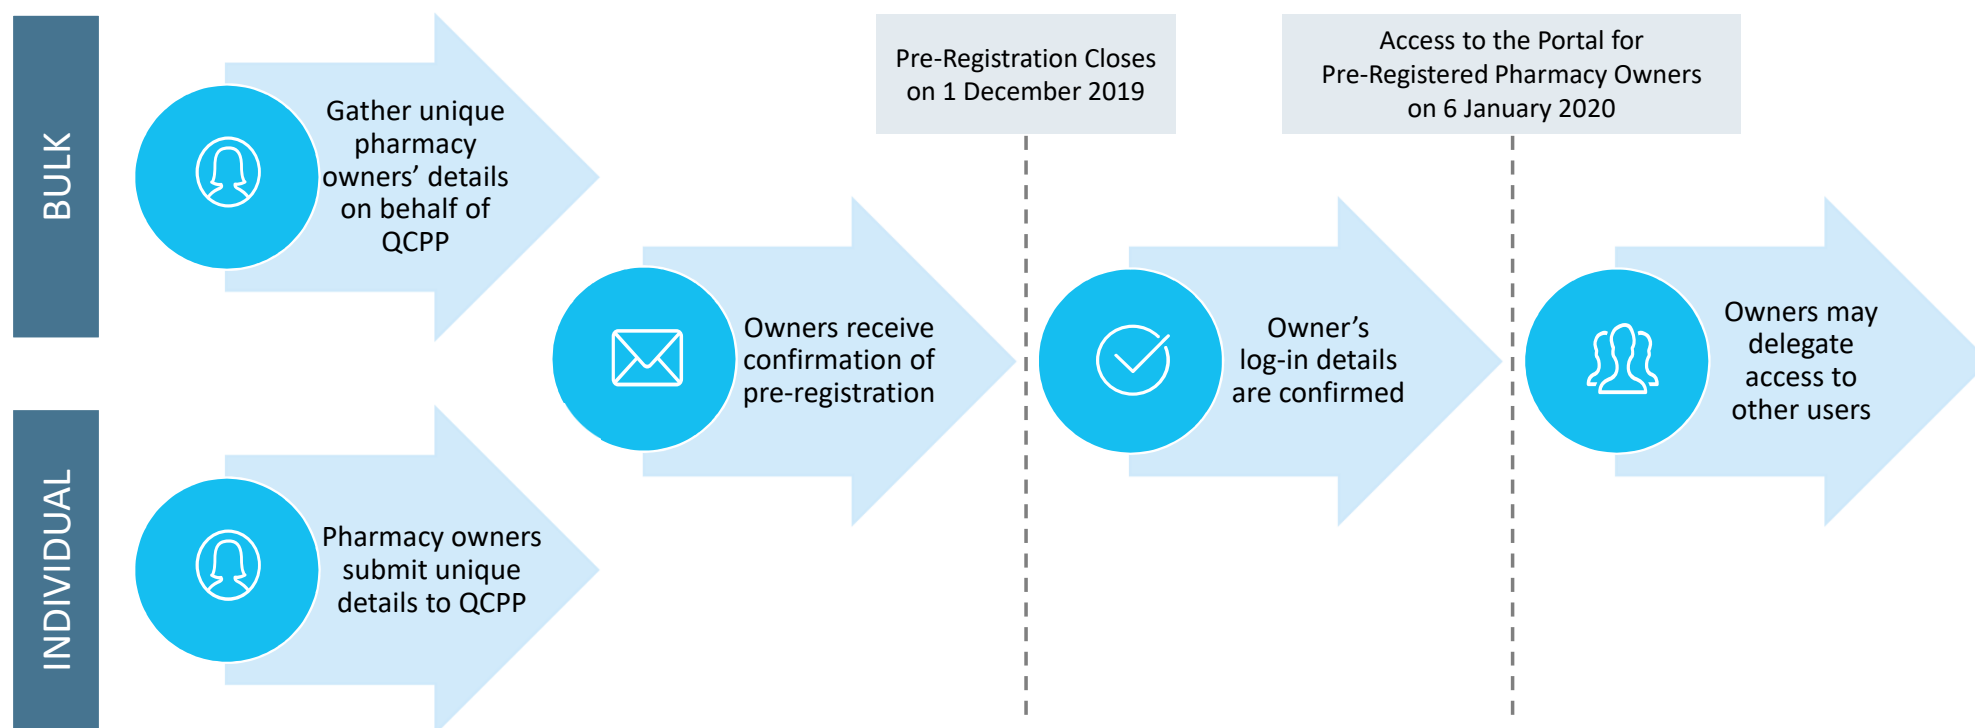 BULK
Gather unique
pharmacy
owners’ details
on behalf of
QCPP
INDIVIDUAL
Pharmacy owners
submit unique
details to QCPP
Owners receive
confirmation of
pre-registration
Pre-Registration Closes
on 1 December 2019
Owner’s
log-in details
are confirmed
Access to the Portal for
Pre-Registered Pharmacy Owners
on 6 January 2020
Owners may
delegate
access to
other users